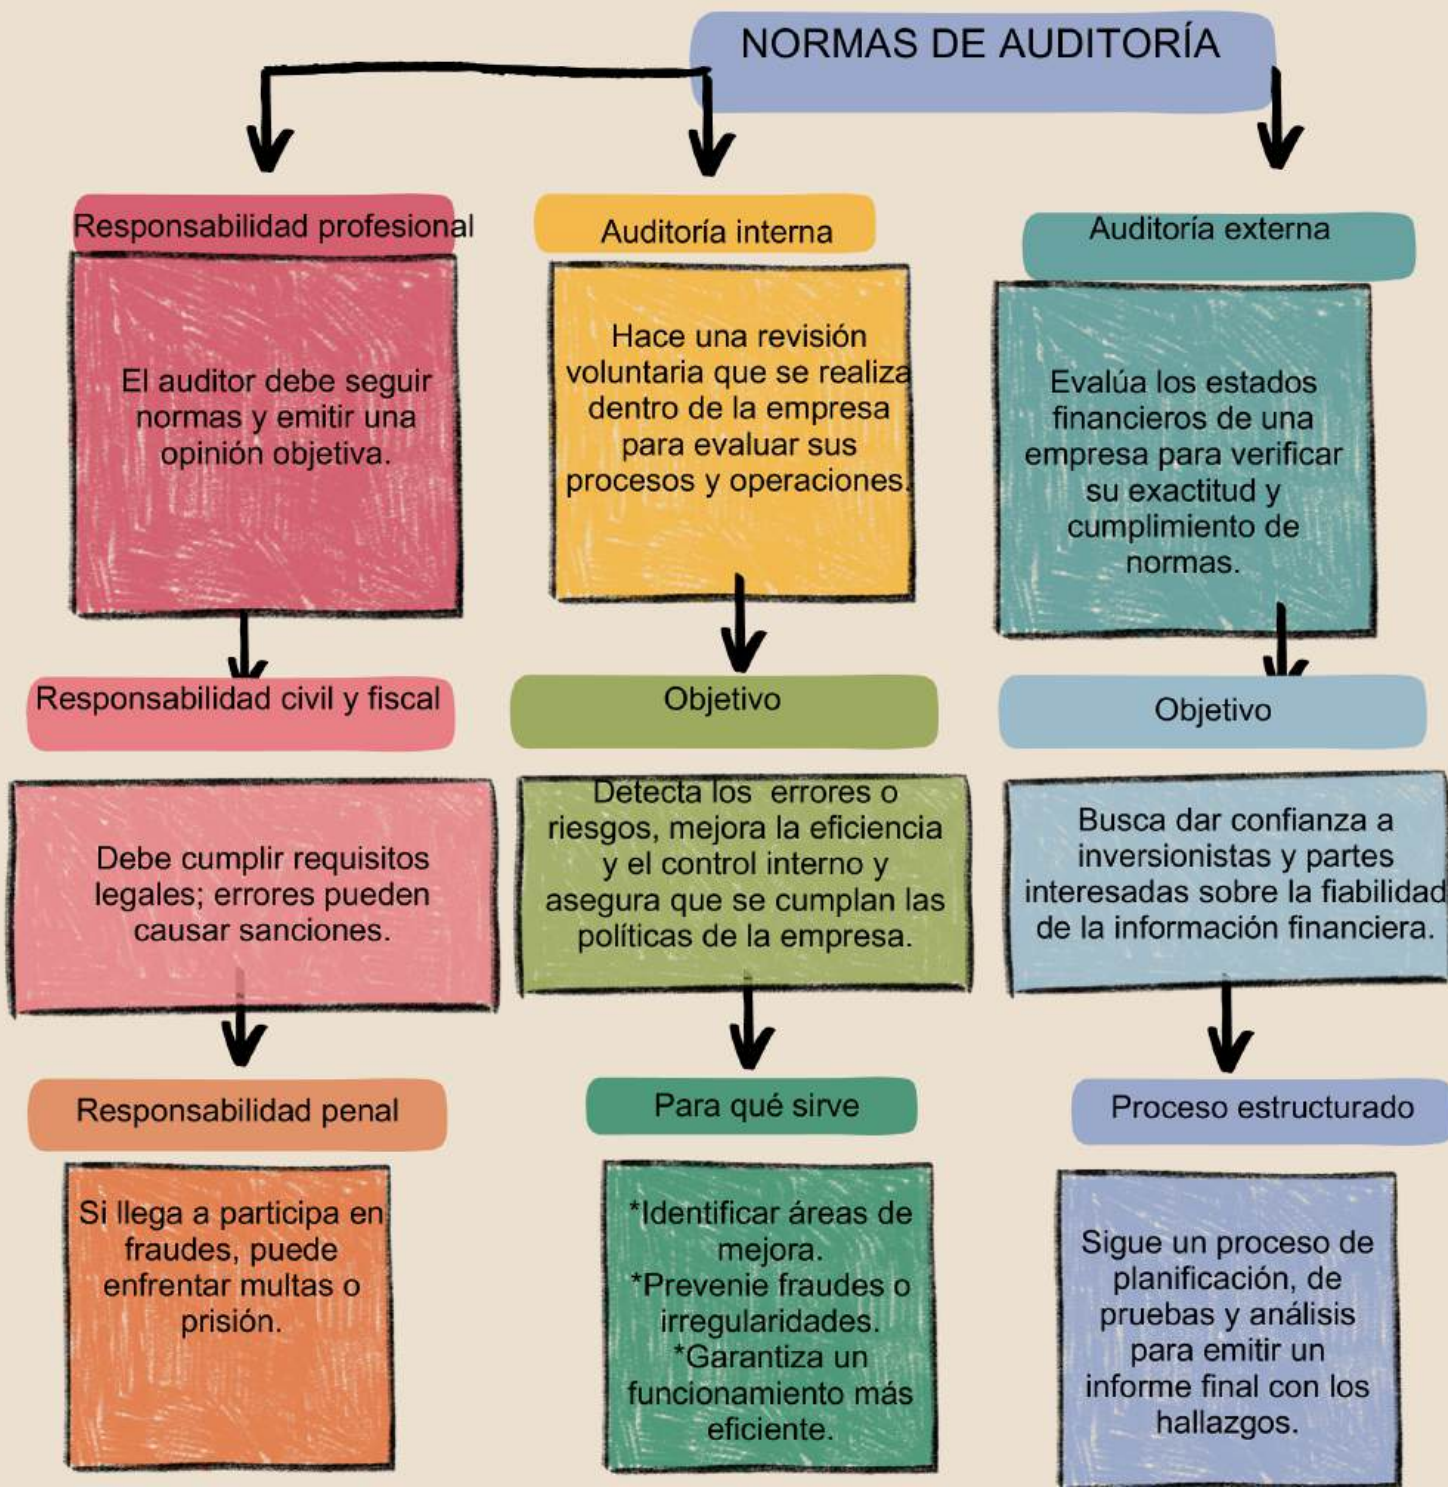 NORMAS DE AUDITORÍA
Responsabilidad profesional
El auditor debe seguir
normas y emitir una
opinión objetiva.
Responsabilidad civil y fiscal
Debe cumplir requisitos
legales; errores pueden
causar sanciones.
Responsabilidad penal
Si llega a participa en
fraudes, puede
enfrentar multas o
prisión.
Auditoría interna
Hace una revisión
voluntaria que se realiza
dentro de la empresa
para evaluar sus
procesos y operaciones.
Objetivo
Detecta los errores o
riesgos, mejora la eficiencia
y el control interno y
asegura que se cumplan las
políticas de la empresa.
Para qué sirve
*Identificar áreas de
mejora.
*Prevenie fraudes o
irregularidades.
*Garantiza un
funcionamiento más
eficiente.
Auditoría externa
Evalúa los estados
financieros de una
empresa para verificar
su exactitud y
cumplimiento de
normas.
Objetivo
Busca dar confianza a
inversionistas y partes
interesadas sobre la fiabilidad
de la información financiera.
Proceso estructurado
Sigue un proceso de
planificación, de
pruebas y análisis
para emitir un
informe final con los
hallazgos.